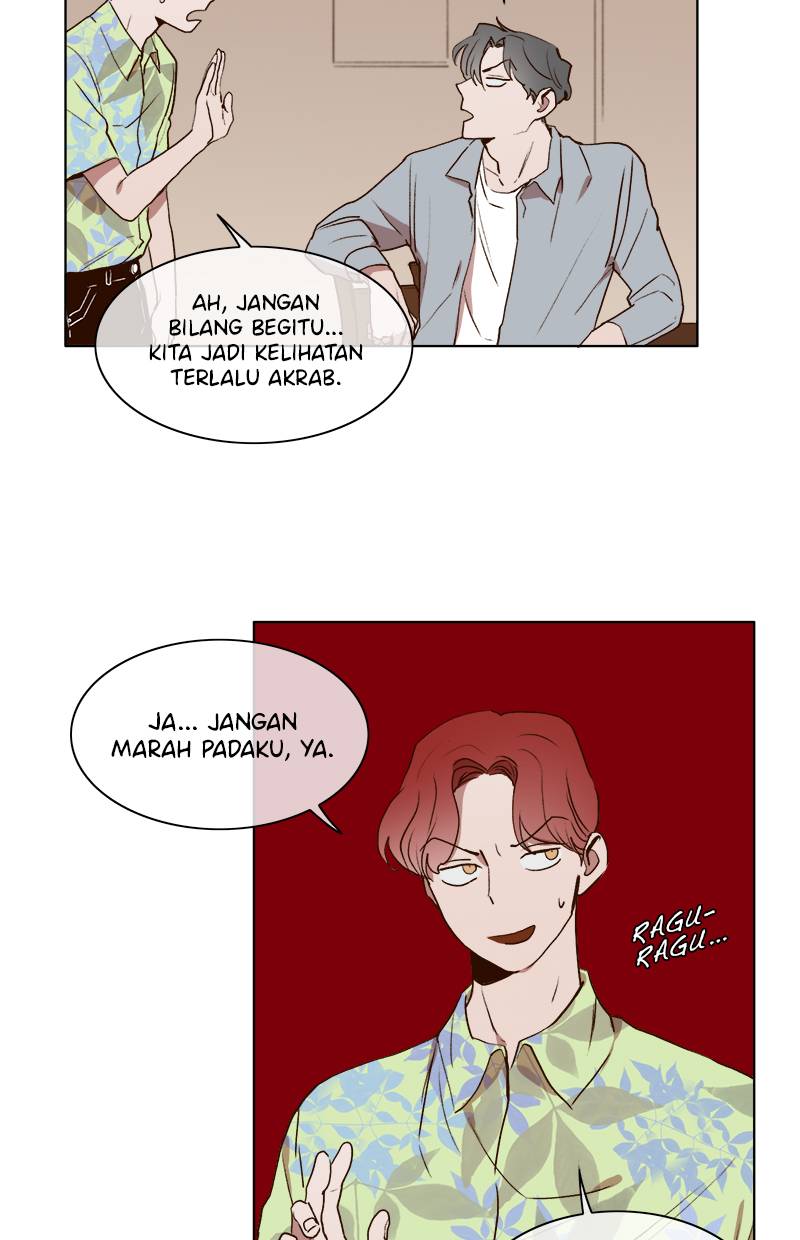 AH, JANGAN
BILANG BEGITU...
KITA JADI KELIHATAN
TERLALU AKRAB.
JA... JANGAN
MARAH PADAKU, YA.
RAGU-
RAGU...